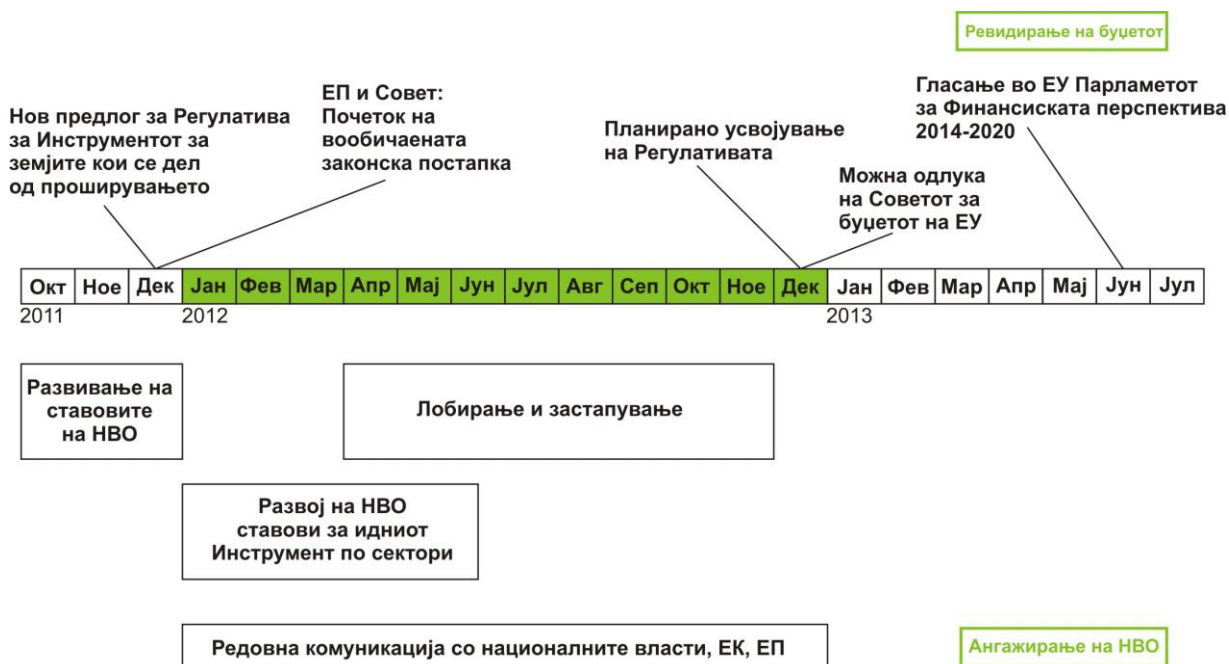 Ревидирање на буџетот
Нов предлог за Регулатива
за Инструментот за
земјите кои се дел
од проширувањето
ЕП и Совет:
Почеток на
вообичаената
законска постапка
Планирано усвојување
на Регулативата
Можна одлука
на Советот за
буџетот на ЕУ
Гласање во ЕУ Парламетот
за Финансиската перспектива
2014-2020
Окт Ное Дек Јан Фев Мар Апр Мај Јун Јул Авг Сеп Окт Ное Дек Јан Фев Мар Апр Мај Јун Јул
2011 2012 2013
Развивање на
ставовите
на НВО
Лобирање и застапување
Развој на НВО
ставови за идниот
Инструмент по сектори
Редовна комуникација со националните власти, ЕК, ЕП
Ангажирање на НВО